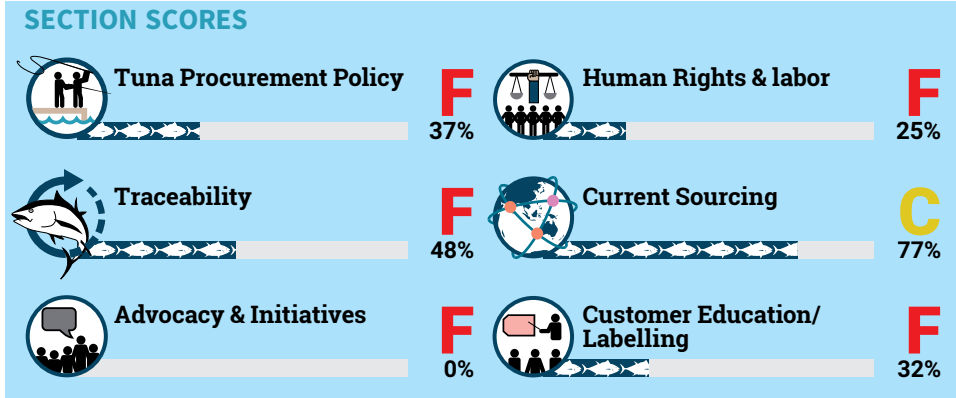 SECTION SCORES
Tuna Procurement Policy
F
37%
Human Rights & labor
F
25%
Traceability
F
48%
Current Sourcing
C
77%
Advocacy & Initiatives
F
0%
Customer Education/
Labelling
F
32%